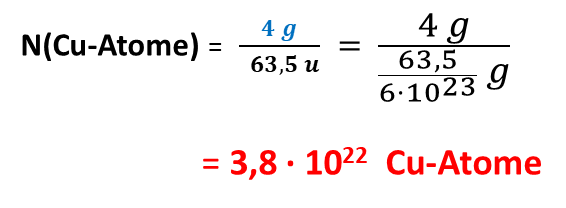 N(Cu-Atome) = 4 g / 63,5 u = 4 g / (63,5 / 6·10²³ g)
= 3,8 · 10²² Cu-Atome